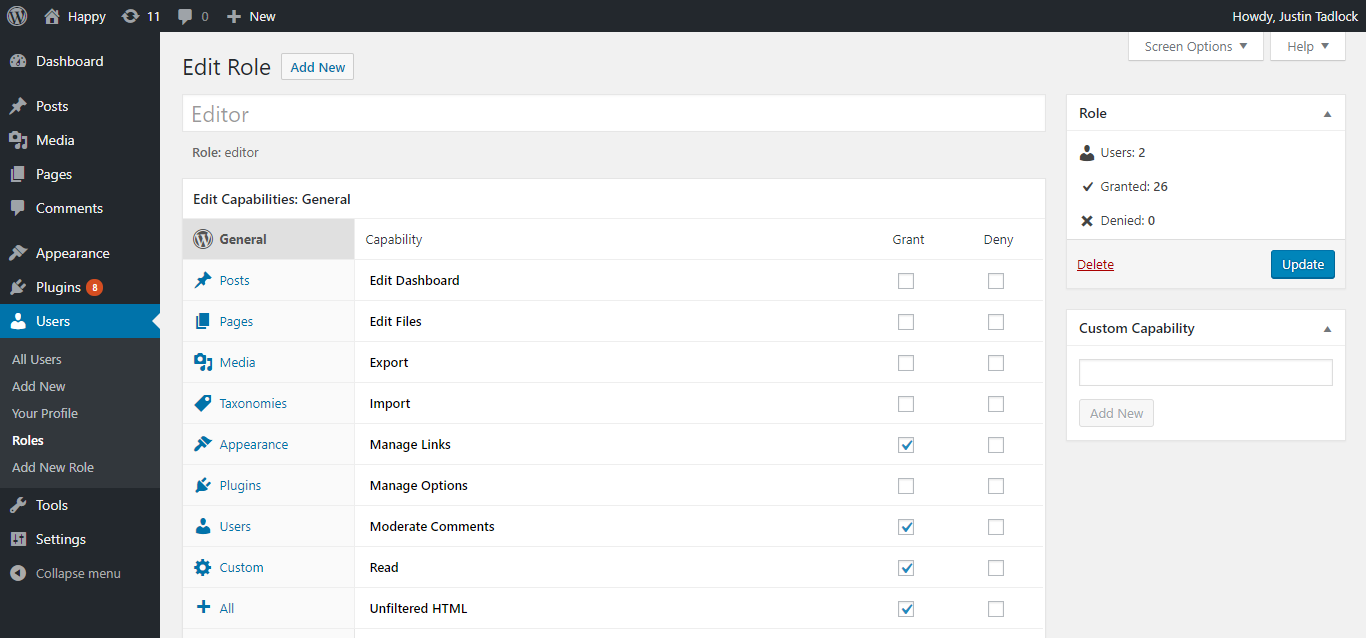 Happy 11 0 New Howdy, Justin Tadlock
Screen Options Help
Dashboard
Posts
Media
Pages
Comments
Appearance
Plugins 8
Users
All Users
Add New
Your Profile
Roles
Add New Role
Tools
Settings
Collapse menu
Edit Role Add New
Editor
Role: editor
Edit Capabilities: General
General
Posts
Pages
Media
Taxonomies
Appearance
Plugins
Users
Custom
All
Capability Grant Deny
Edit Dashboard
Edit Files
Export
Import
Manage Links
Manage Options
Moderate Comments
Read
Unfiltered HTML
Role
Users: 2
Granted: 26
Denied: 0
Delete Update
Custom Capability
Add New